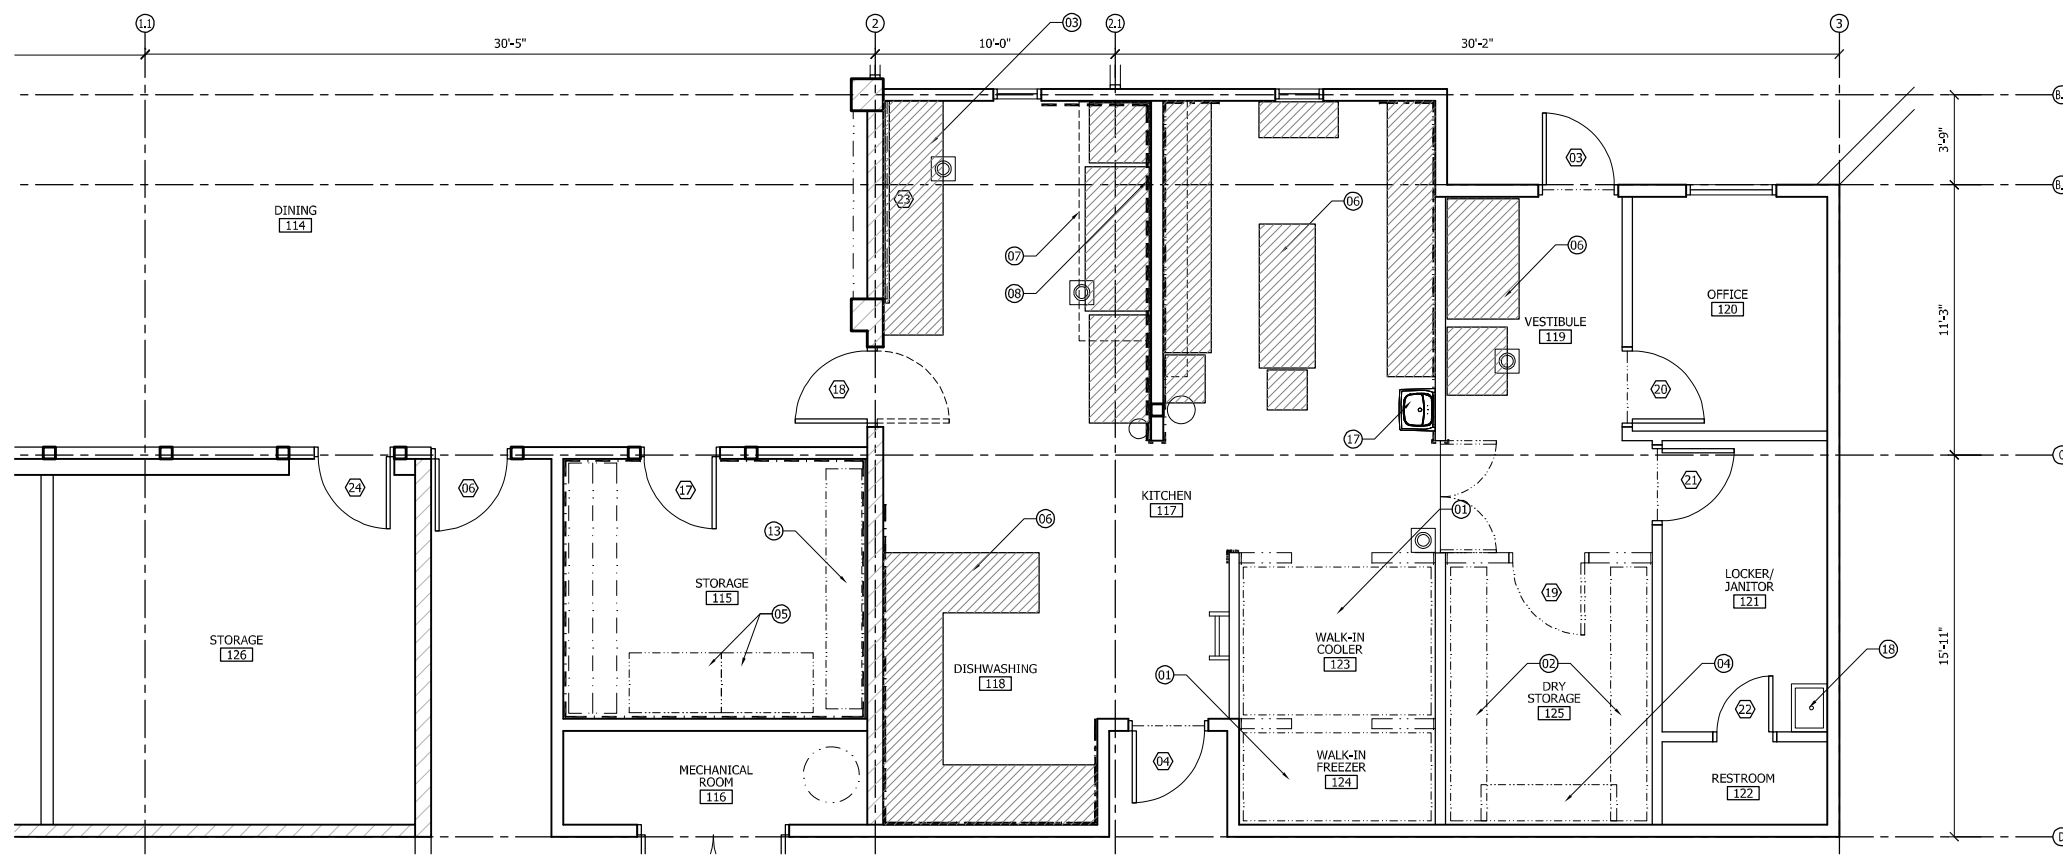 1.1
2
03
2.1
3
30'-5"
10'-0"
30'-2"
3'-9"
03
23
06
DINING
114
07
08
06
OFFICE
120
VESTIBULE
119
11'-3"
18
20
17
C
24
06
17
21
KITCHEN
117
01
13
06
STORAGE
115
19
LOCKER/
JANITOR
121
05
STORAGE
126
WALK-IN
COOLER
123
15'-11"
18
DISHWASHING
118
01
02
04
DRY
STORAGE
125
22
04
WALK-IN
FREEZER
124
MECHANICAL
ROOM
116
RESTROOM
122